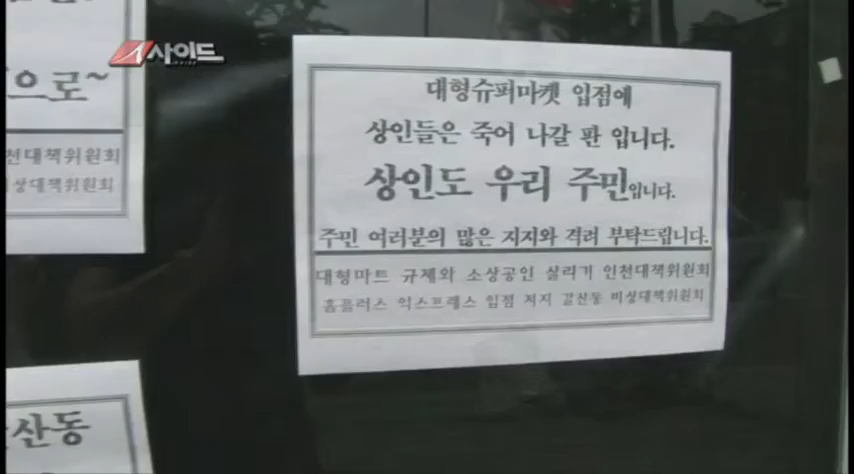 사이드
으로~
대책위원회
상대책위원회
대형슈퍼마켓 입점에
상인들은 죽어 나갈 판 입니다.
상인도 우리 주민입니다.
주민 여러분의 많은 지지와 격려 부탁드립니다.
대형마트 규제와 소상공인 살리기 인천대책위원회
홈플러스 익스프레스 입점 저지 갈산동 비상대책위원회
산동